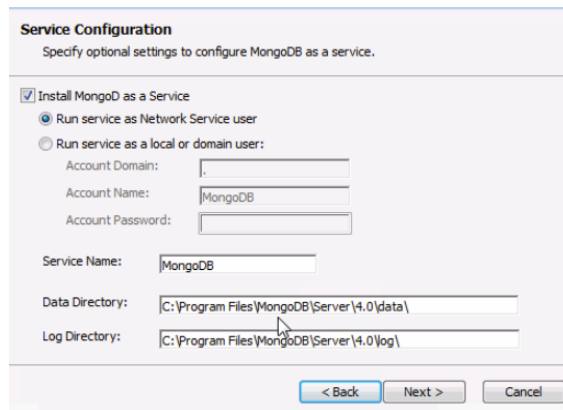 Service Configuration
Specify optional settings to configure MongoDB as a service.
Install MongoD as a Service
Run service as Network Service user
Run service as a local or domain user:
Account Domain: .
Account Name: MongoDB
Account Password:
Service Name: MongoDB
Data Directory: C:\Program Files\MongoDB\Server\4.0\data\
Log Directory: C:\Program Files\MongoDB\Server\4.0\log\
< Back Next > Cancel